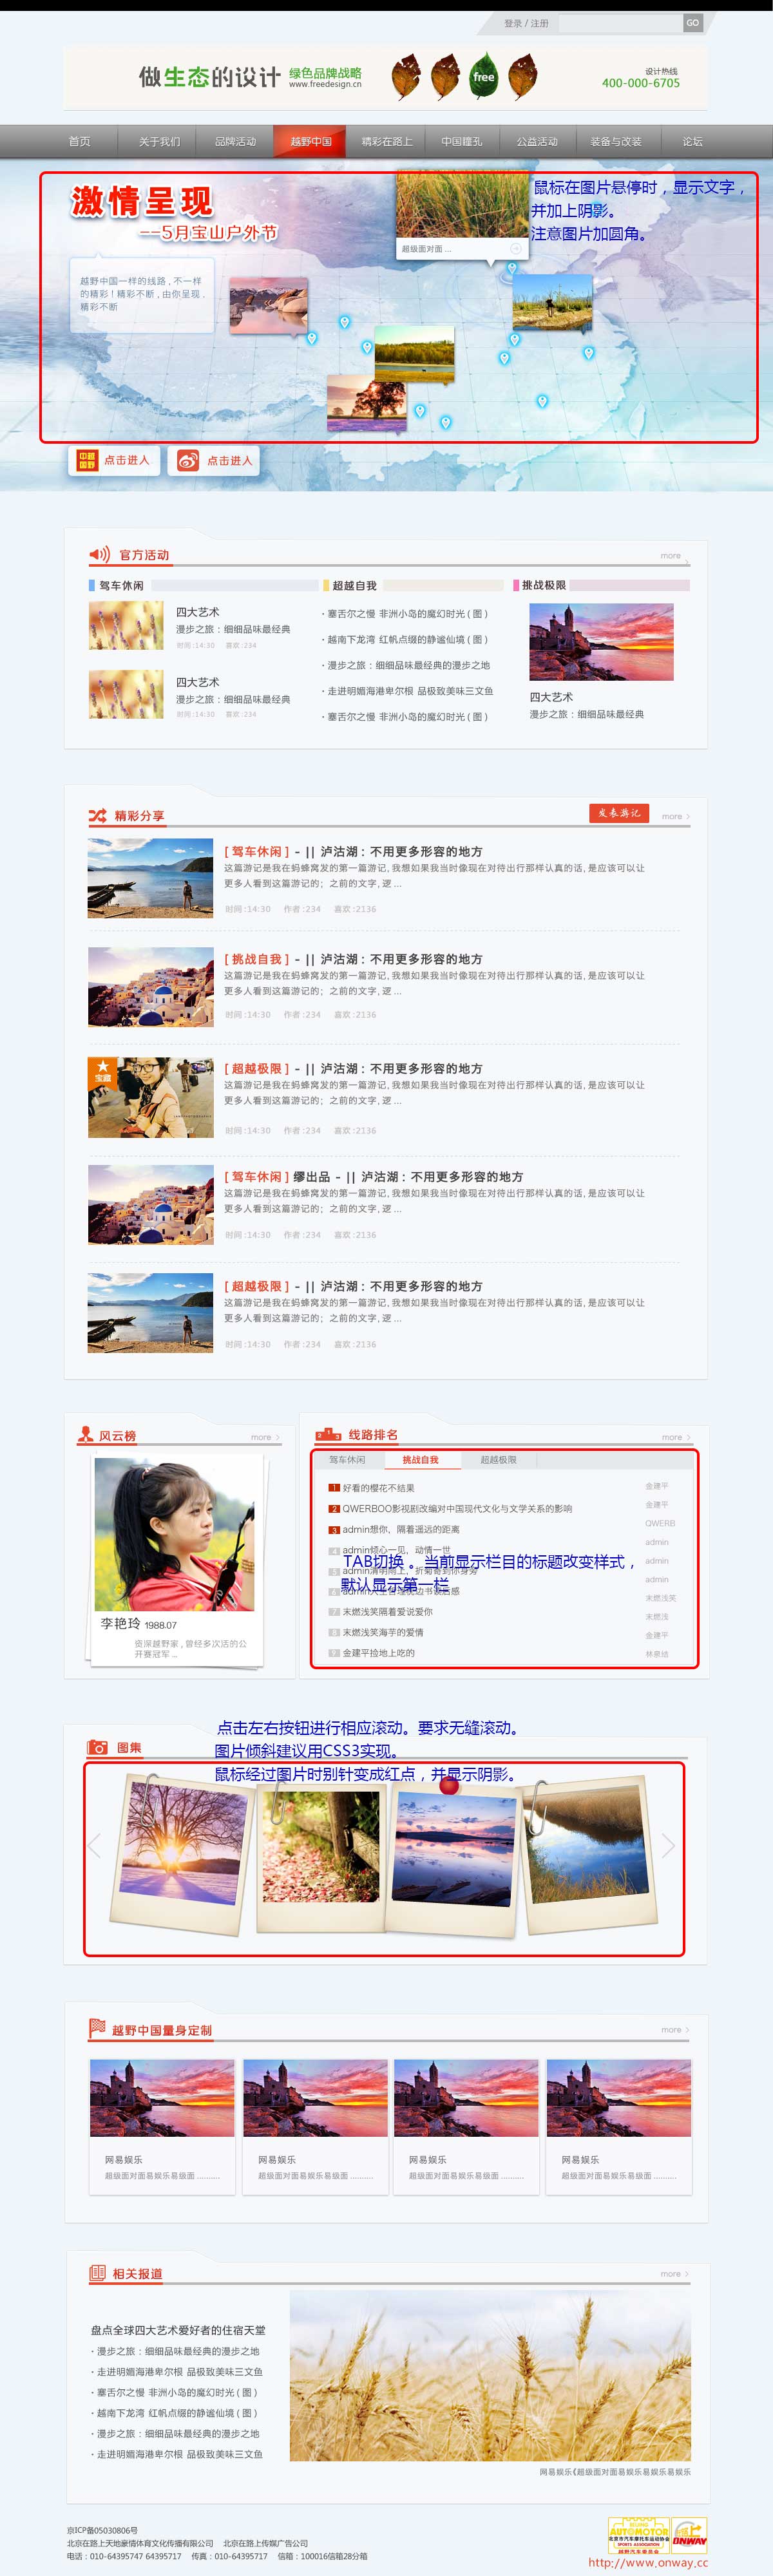 登录 / 注册
GO
做生态的设计
绿色品牌战略
www.freedesign.cn
free
设计热线
400-000-6705
首页
关于我们
品牌活动
越野中国
精彩在路上
中国瞳孔
公益活动
装备与改装
论坛
激情呈现
--5月宝山户外节
越野中国一样的线路 , 不一样
的精彩 ! 精彩不断 , 由你呈现 .
精彩不断
超级面对面 ...
鼠标在图片悬停时，显示文字，
并加上阴影。
注意图片加圆角。
点击进入
点击进入
官方活动
more
驾车休闲
四大艺术
漫步之旅：细细品味最经典
时间 :14:30 喜欢 :234
四大艺术
漫步之旅：细细品味最经典
时间 :14:30 喜欢 :234
超越自我
· 塞舌尔之慢 非洲小岛的魔幻时光 ( 图 )
· 越南下龙湾 红帆点缀的静谧仙境 ( 图 )
· 漫步之旅：细细品味最经典的漫步之地
· 走进明媚海港卑尔根 品极致美味三文鱼
· 塞舌尔之慢 非洲小岛的魔幻时光 ( 图 )
挑战极限
四大艺术
漫步之旅：细细品味最经典
精彩分享
发表游记
more
[ 驾车休闲 ] - || 泸沽湖：不用更多形容的地方
这篇游记是我在蚂蜂窝发的第一篇游记, 我想如果我当时像现在对待出行那样认真的话, 是应该可以让
更多人看到这篇游记的；之前的文字, 逻 ...
时间 :14:30 作者 :234 喜欢 :2136
[ 挑战自我 ] - || 泸沽湖：不用更多形容的地方
这篇游记是我在蚂蜂窝发的第一篇游记, 我想如果我当时像现在对待出行那样认真的话, 是应该可以让
更多人看到这篇游记的；之前的文字, 逻 ...
时间 :14:30 作者 :234 喜欢 :2136
宝藏
[ 超越极限 ] - || 泸沽湖：不用更多形容的地方
这篇游记是我在蚂蜂窝发的第一篇游记, 我想如果我当时像现在对待出行那样认真的话, 是应该可以让
更多人看到这篇游记的；之前的文字, 逻 ...
时间 :14:30 作者 :234 喜欢 :2136
[ 驾车休闲 ] 缪出品 - || 泸沽湖：不用更多形容的地方
这篇游记是我在蚂蜂窝发的第一篇游记, 我想如果我当时像现在对待出行那样认真的话, 是应该可以让
更多人看到这篇游记的；之前的文字, 逻 ...
时间 :14:30 作者 :234 喜欢 :2136
[ 超越极限 ] - || 泸沽湖：不用更多形容的地方
这篇游记是我在蚂蜂窝发的第一篇游记, 我想如果我当时像现在对待出行那样认真的话, 是应该可以让
更多人看到这篇游记的；之前的文字, 逻 ...
时间 :14:30 作者 :234 喜欢 :2136
风云榜
more
李艳玲 1988.07
资深越野家 , 曾经多次活的公
开赛冠军 ...
线路排名
more
驾车休闲
挑战自我
超越极限
1 好看的樱花不结果 金建平
2 QWERBOO影视剧改编对中国现代文化与文学关系的影响 金建平
3 admin想你，隔着遥远的距离 QWERB
4 admin倾心一见，动情一世 admin
TAB切换 。当前显示栏目的标题改变样式，
默认显示第一栏
admin
admin
7 末燃浅笑隔着爱说爱你 末燃浅笑
8 末燃浅笑海芋的爱情 末燃浅
9 金建平捡地上吃的 金建平
图集
点击左右按钮进行相应滚动。要求无缝滚动。
图片倾斜建议用CSS3实现。
鼠标经过图片时别针变成红点，并显示阴影。
越野中国量身定制
more
网易娱乐
超级面对面易娱乐易级面 ..........
网易娱乐
超级面对面易娱乐易级面 ..........
网易娱乐
超级面对面易娱乐易级面 ..........
网易娱乐
超级面对面易娱乐易级面 ..........
相关报道
more
盘点全球四大艺术爱好者的住宿天堂
· 漫步之旅：细细品味最经典的漫步之地
· 走进明媚海港卑尔根 品极致美味三文鱼
· 塞舌尔之慢 非洲小岛的魔幻时光 ( 图 )
· 越南下龙湾 红帆点缀的静谧仙境 ( 图 )
· 漫步之旅：细细品味最经典的漫步之地
· 走进明媚海港卑尔根 品极致美味三文鱼
网易娱乐《超级面对面易娱乐易娱乐易娱乐
京ICP备05030806号
北京在路上天地豪情体育文化传播有限公司 北京在路上传媒广告公司
电话：010-64395747 64395717 传真：010-64395717 信箱：100016信箱28分箱
AUTOMOTOR
SPORTS ASSOCIATION
ONWAY
http://www.onway.cc